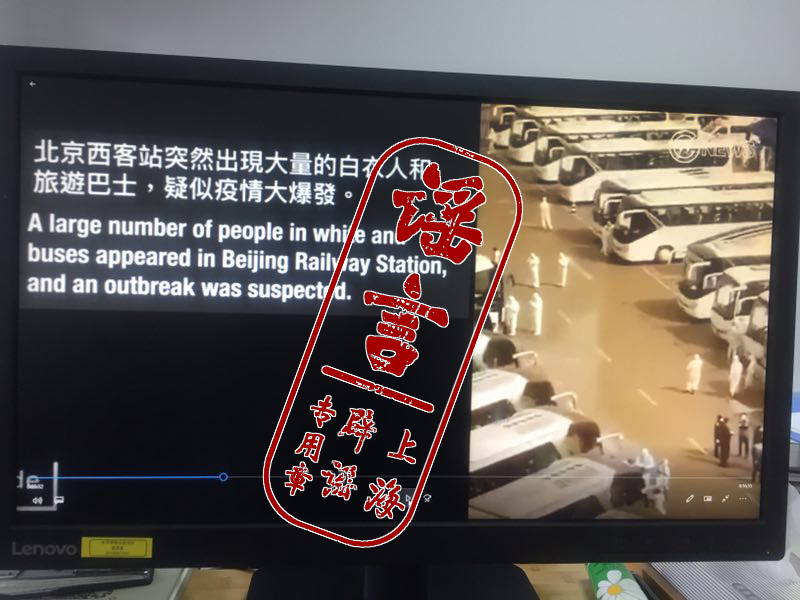 北京西客站突然出現大量的白衣人和
旅遊巴士，疑似疫情大爆發。
A large number of people in white and
buses appeared in Beijing Railway Station,
and an outbreak was suspected.
NEWS
谣言
上海
辟谣
专用章
de
Lenovo